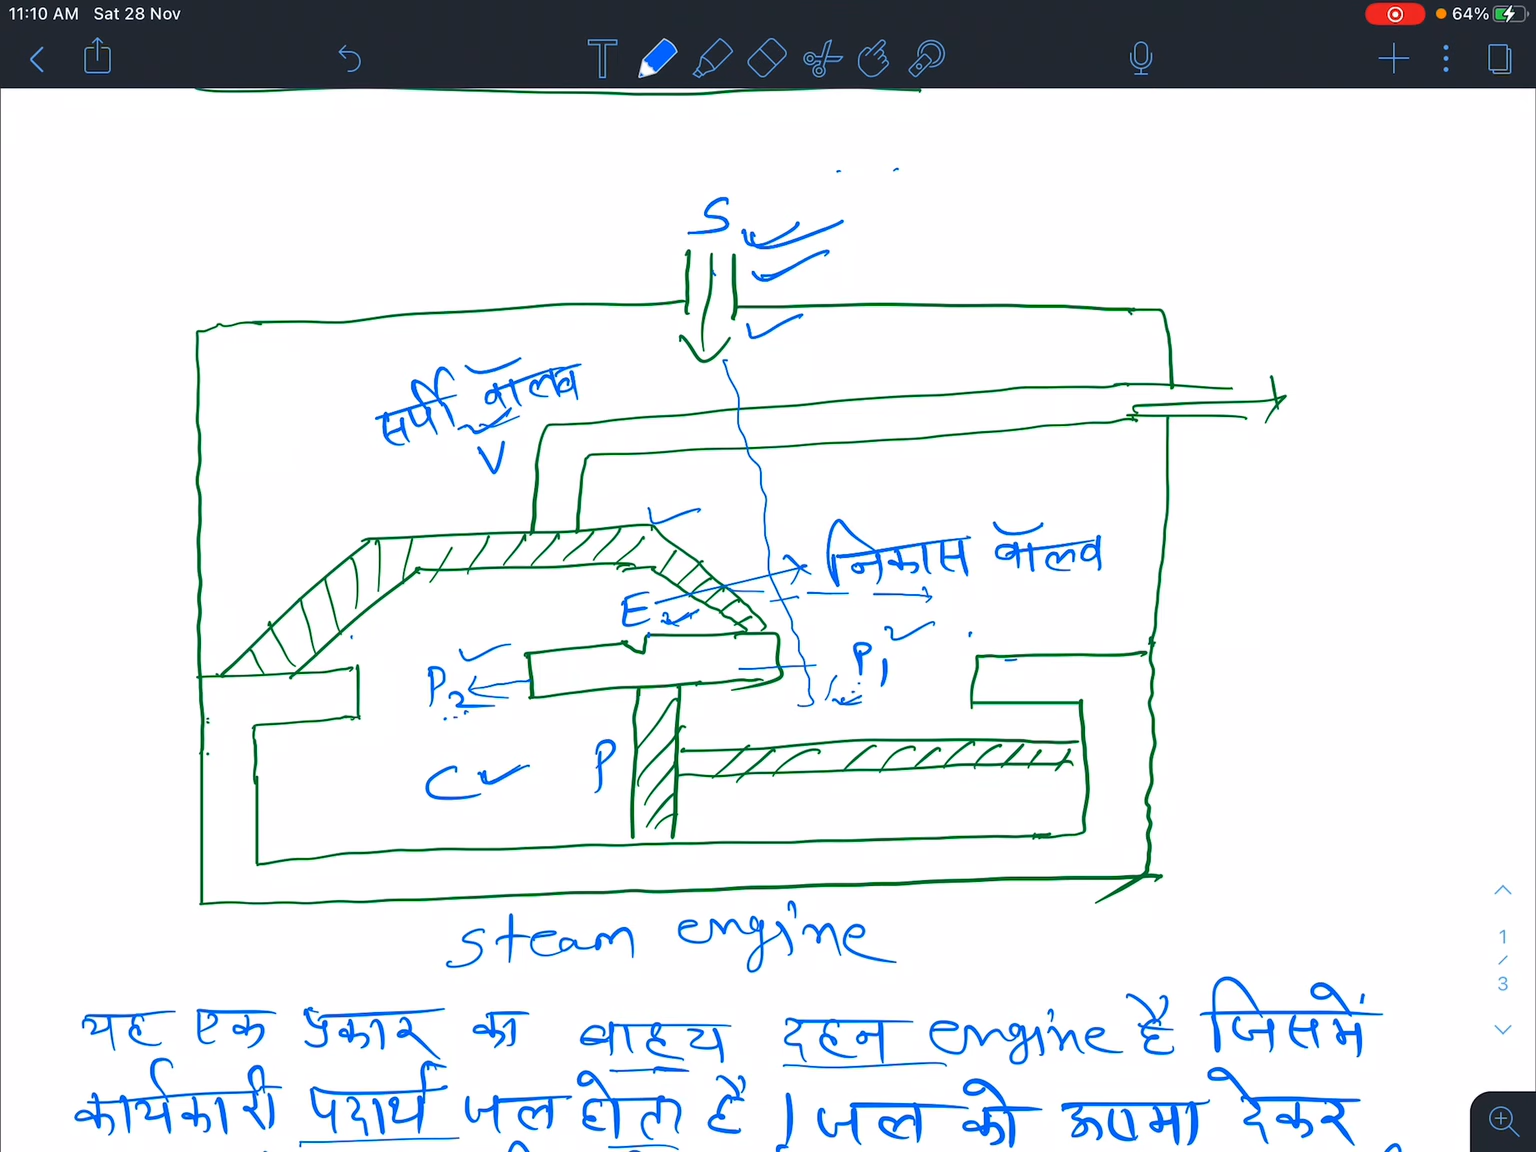 11:10 AM Sat 28 Nov
64%
T
S
सर्पी वॉल्व
V
निकास वॉल्व
E
P₁
P₂
C
P
1
/
3
steam engine
यह एक प्रकार का बाह्य दहन engine है जिसमें
कार्यकारी पदार्थ जल होता है । जल को ऊष्मा देकर